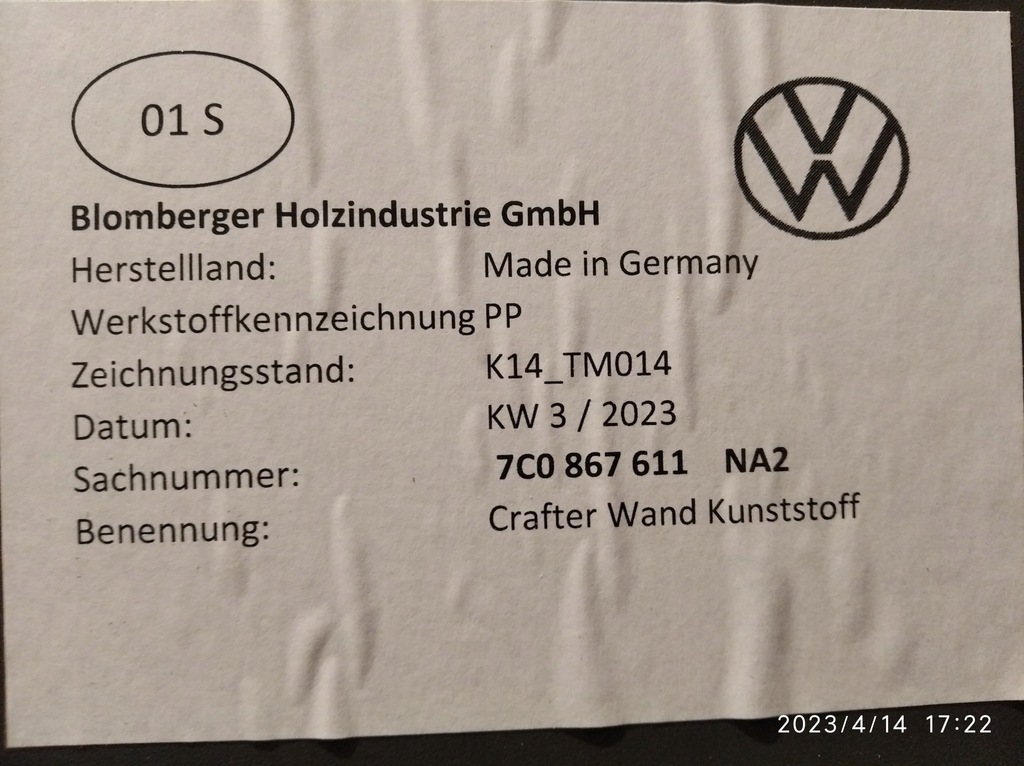 01 S
Blomberger Holzindustrie GmbH
Herstellland: Made in Germany
Werkstoffkennzeichnung PP
Zeichnungsstand: K14_TM014
Datum: KW 3 / 2023
Sachnummer: 7C0 867 611 NA2
Benennung: Crafter Wand Kunststoff
2023/4/14 17:22